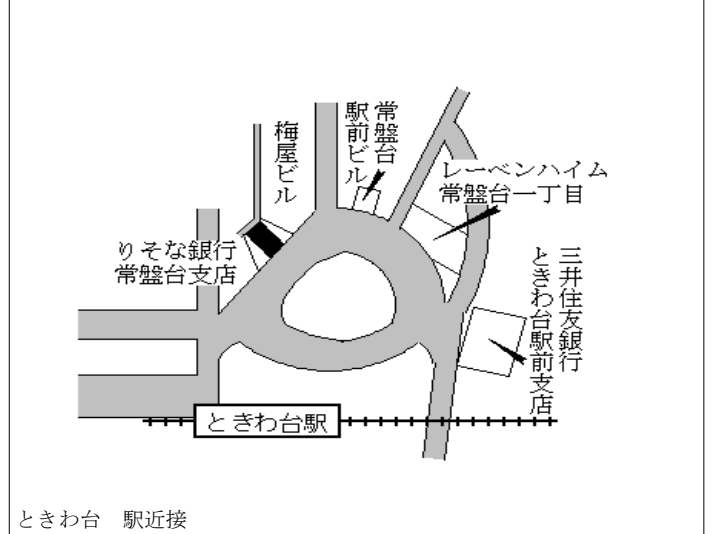 梅屋ビル
常盤台
駅前ビル
レーベンハイム
常盤台一丁目
りそな銀行
常盤台支店
三井住友銀行
ときわ台駅前支店
ときわ台駅
ときわ台　駅近接